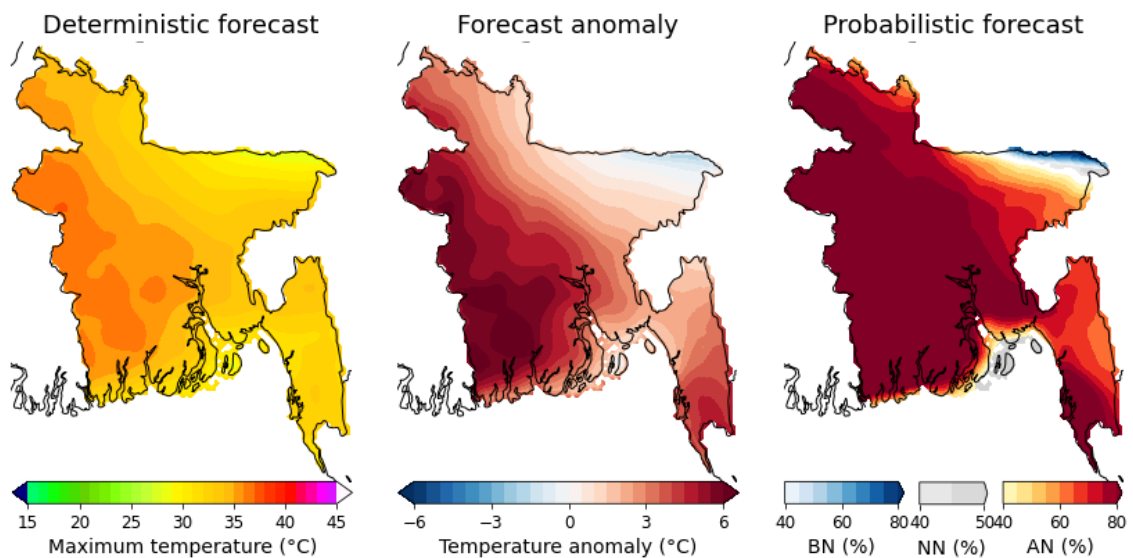 Deterministic forecast
Forecast anomaly
Probabilistic forecast
15 20 25 30 35 40 45
Maximum temperature (°C)
−6 −3 0 3 6
Temperature anomaly (°C)
40 60 80
BN (%)
40 50
NN (%)
40 60 80
AN (%)